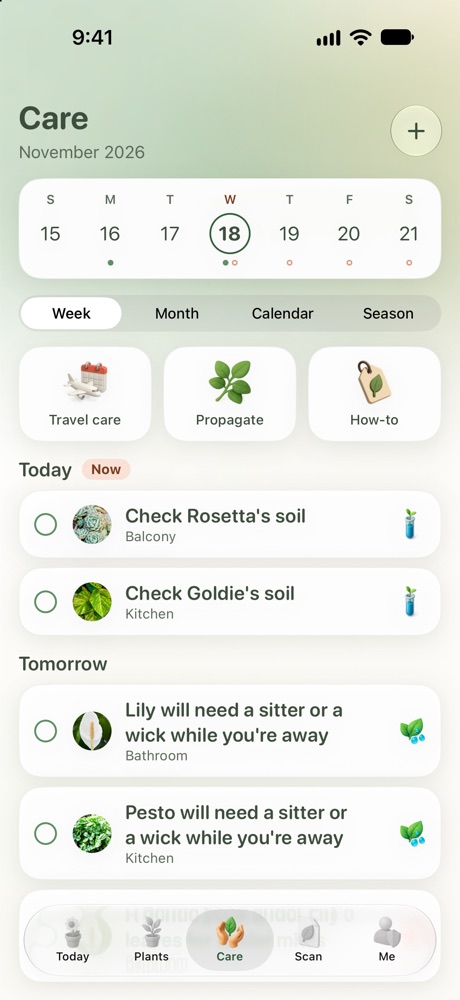 9:41
Care
November 2026
S M T W T F S
15 16 17 18 19 20 21
Week Month Calendar Season
Travel care Propagate How-to
Today Now
Check Rosetta's soil
Balcony
Check Goldie's soil
Kitchen
Tomorrow
Lily will need a sitter or a
wick while you're away
Bathroom
Pesto will need a sitter or
a wick while you're away
Kitchen
Today Plants Care Scan Me